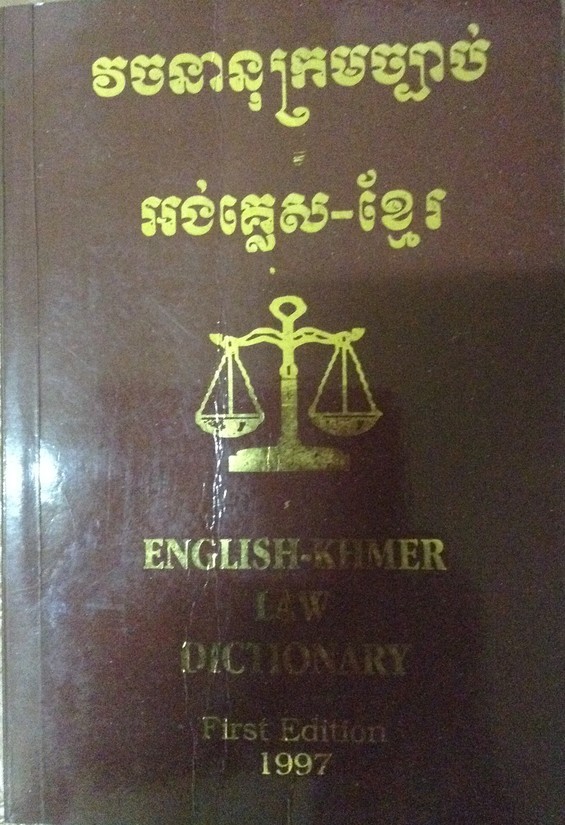 វចនានុក្រមច្បាប់
អង់គ្លេស-ខ្មែរ
ENGLISH-KHMER
LAW
DICTIONARY
First Edition
1997